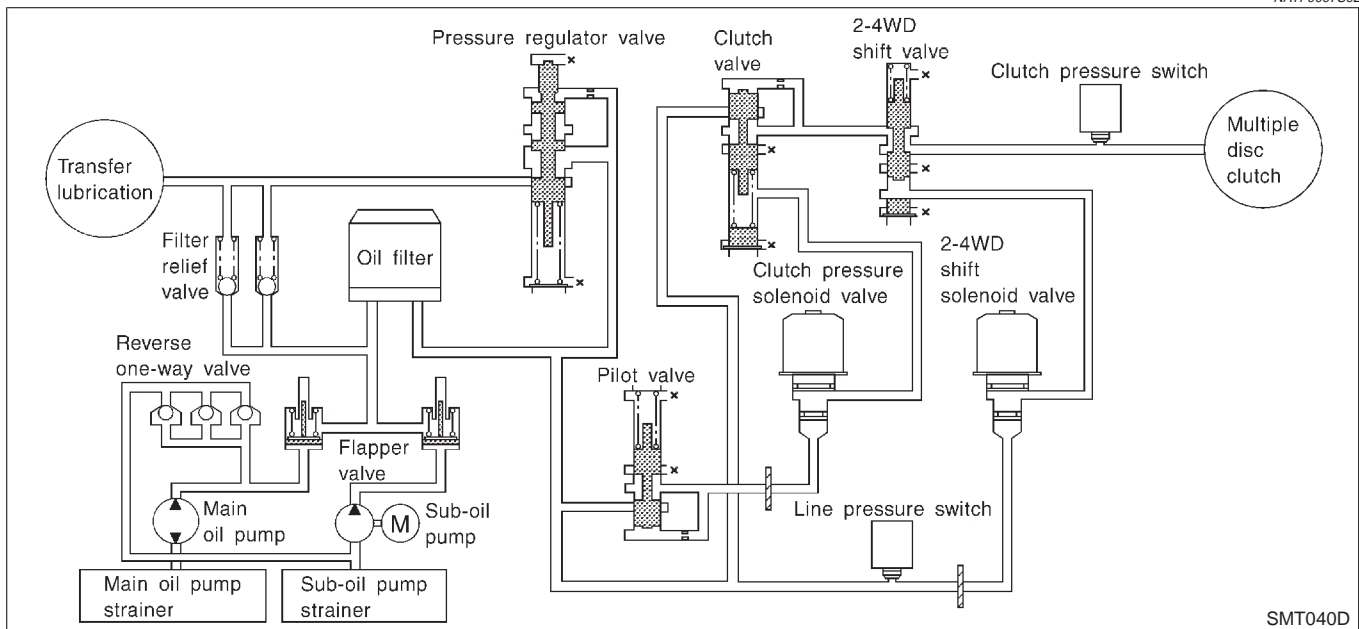 Pressure regulator valve
Clutch
valve
2-4WD
shift valve
Clutch pressure switch
Multiple
disc
clutch
Transfer
lubrication
Filter
relief
valve
Oil filter
Clutch pressure
solenoid valve
2-4WD
shift
solenoid valve
Reverse
one-way valve
Pilot valve
Flapper
valve
Main
oil pump
M
Sub-oil
pump
Line pressure switch
Main oil pump
strainer
Sub-oil pump
strainer
SMT040D